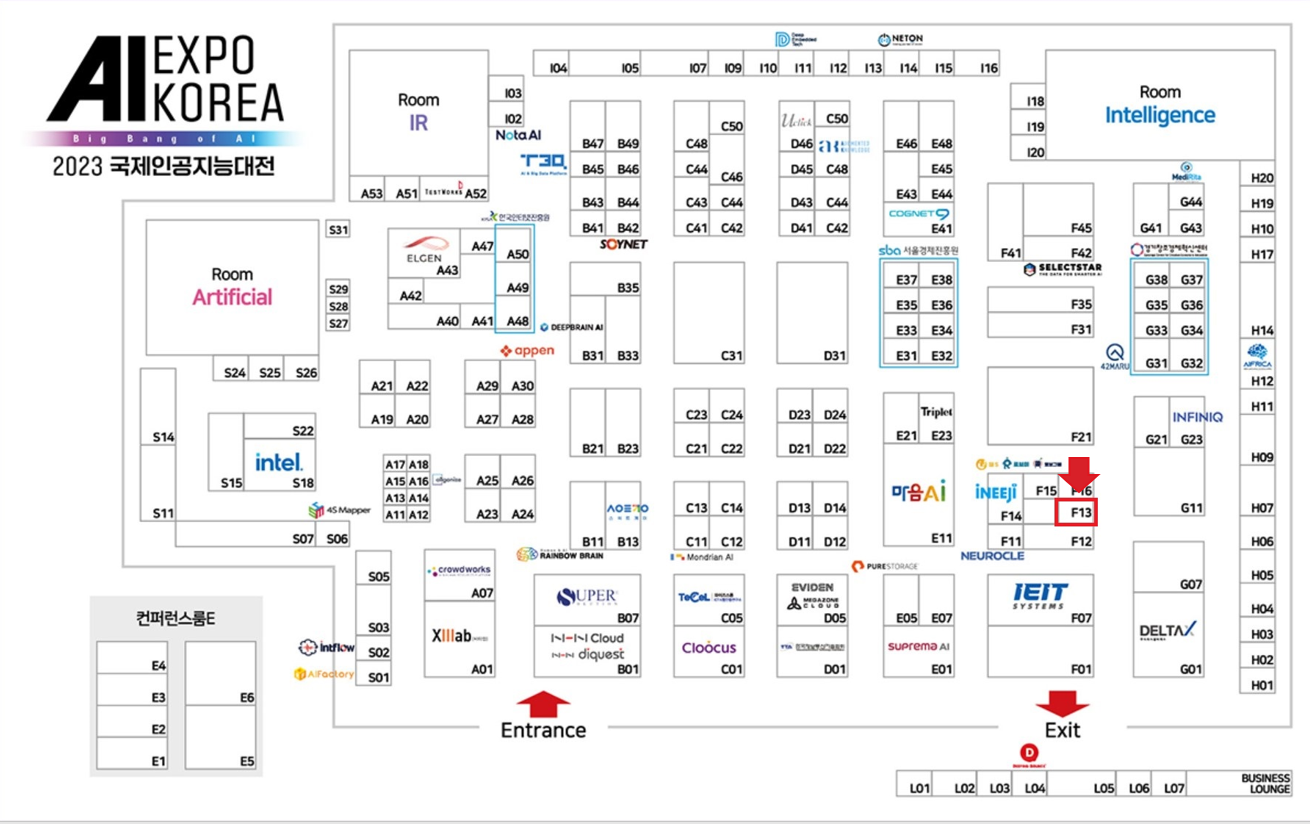 AI EXPO KOREA
Big Bang of AI
2023 국제인공지능대전
Deep Embedded Tech
NETON
I04 I05 I07 I09 I10 I11 I12 I13 I14 I15 I16
Room IR
I03
I02
Nota AI
A53 A51 TESTWORKS A52
T3Q
AI & Big Data Platform
Room Intelligence
I18
I19
I20
B47 B49
B45 B46
B43 B44
B41 B42
SOYNET
C50
C48
C46
C44
C43 C44
C41 C42
Uclick C50
D46
D45 C48
D43 C44
D41 C42
E46 E48
E45
E43 E44
COGNET9
E41
F45
F41 F42
SELECTSTAR
MediRita
G44
G41 G43
H20
H19
H10
H17
H14
AIFRICA
H12
H11
H09
H07
H06
H05
H04
H03
H02
H01
S31
Room Artificial
S29
S28
S27
S24 S25 S26
한국인터넷진흥원
ELGEN
A47 A50
A43
A42 A49
A40 A41 A48
DEEPBRAIN AI
appen
B35
B31 B33
C31
D31
sba 서울경제진흥원
E37 E38
E35 E36
E33 E34
E31 E32
F35
F31
42MARU
경기창조경제혁신센터
G38 G37
G35 G36
G33 G34
G31 G32
A21 A22
A19 A20
A29 A30
A27 A28
B21 B23
C23 C24
C21 C22
D23 D24
D21 D22
Triplet
E21 E23
F21
INFINIQ
G21 G23
S14
S11
S22
intel.
S15 S18
4S Mapper
S07 S06
A17 A18
A15 A16 allganize
A13 A14
A11 A12
A25 A26
A23 A24
B11 B13
RAINBOW BRAIN
C13 C14
C11 C12
Mondrian AI
D13 D14
D11 D12
마음AI
E11
PURESTORAGE
INEEJI
F15 F16
F14 F13
F11 F12
NEUROCLE
G11
S05
S03
S02
S01
intflow
AIFactory
crowdworks
A07
XIIIab
A01
SUPER
B07
NHN Cloud
NHN diquest
B01
TeCeL
C05
Cloocus
C01
EVIDEN
MEGAZONE CLOUD
D05
TTA
D01
E05 E07
suprema AI
E01
IEIT SYSTEMS
F07
F01
G07
DELTAX
G01
컨퍼런스룸E
E4
E3 E6
E2
E1 E5
Entrance
Exit
L01 L02 L03 L04 L05 L06 L07
BUSINESS LOUNGE